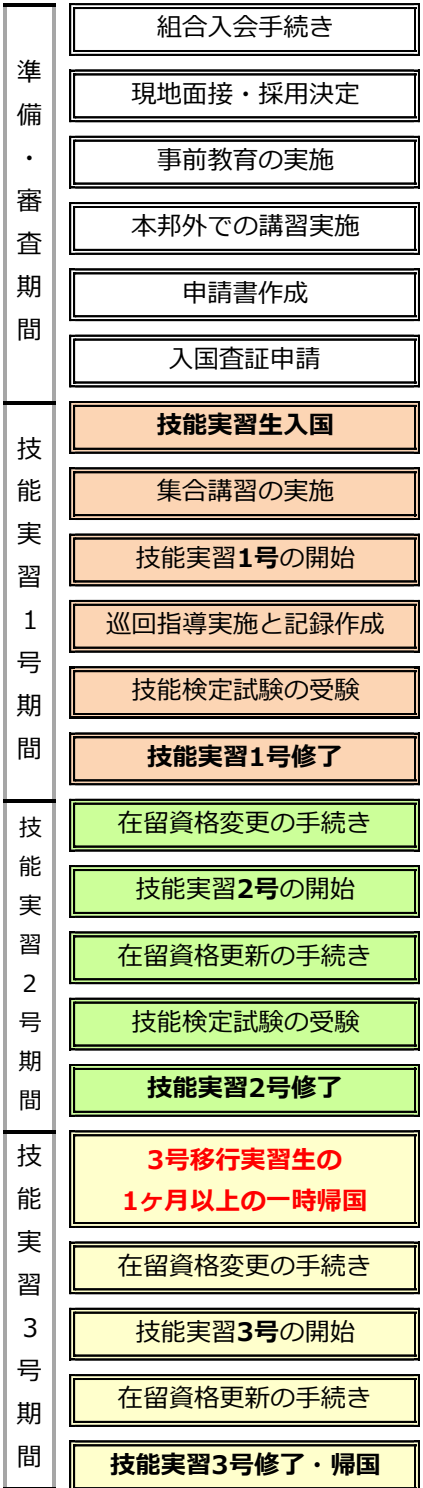 準備・審査期間
組合入会手続き
現地面接・採用決定
事前教育の実施
本邦外での講習実施
申請書作成
入国査証申請
技能実習1号期間
技能実習生入国
集合講習の実施
技能実習1号の開始
巡回指導実施と記録作成
技能検定試験の受験
技能実習1号修了
技能実習2号期間
在留資格変更の手続き
技能実習2号の開始
在留資格更新の手続き
技能検定試験の受験
技能実習2号修了
技能実習3号期間
3号移行実習生の
1ヶ月以上の一時帰国
在留資格変更の手続き
技能実習3号の開始
在留資格更新の手続き
技能実習3号修了・帰国